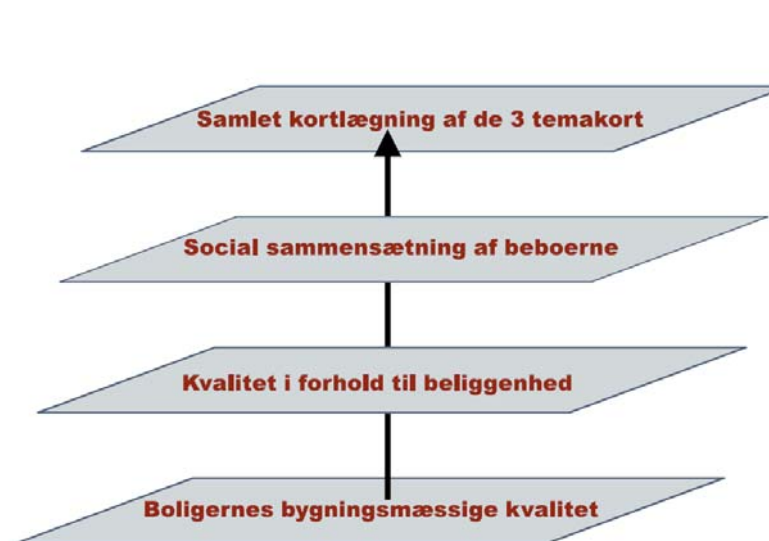 Samlet kortlægning af de 3 temakort
Social sammensætning af beboerne
Kvalitet i forhold til beliggenhed
Boligernes bygningsmæssige kvalitet